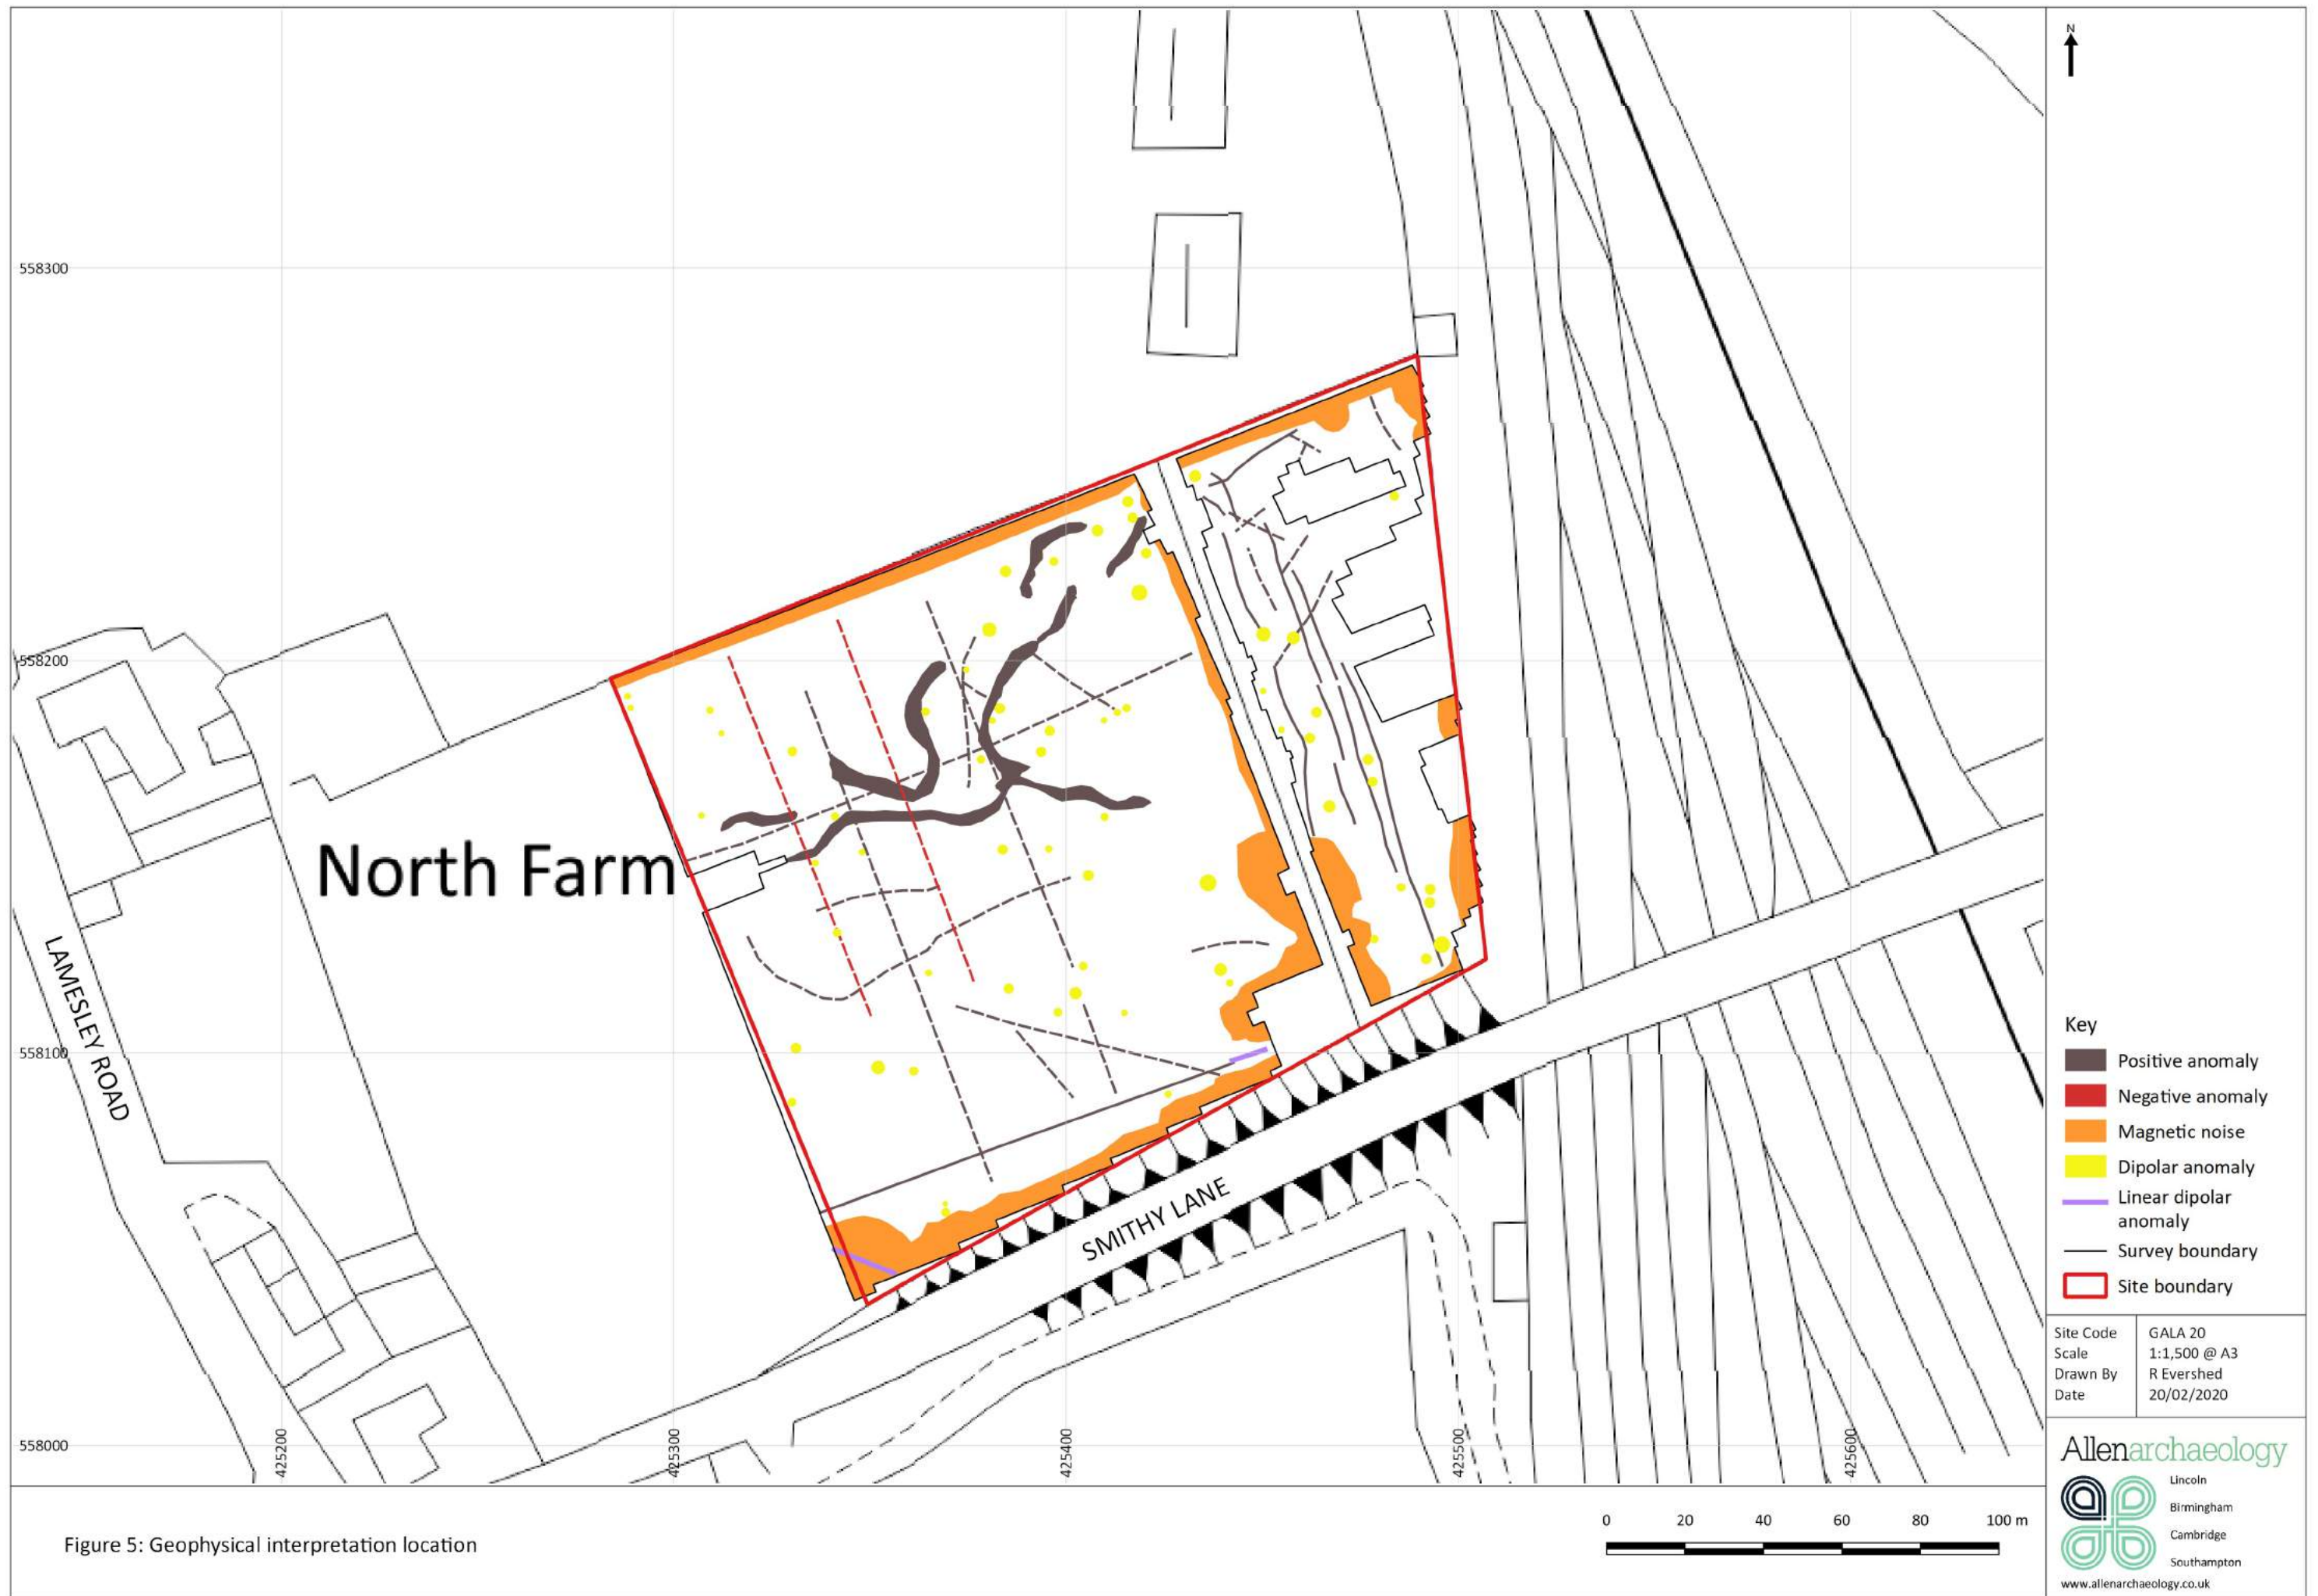 N
558300
558200
558100
558000
425200
425300
425400
425500
425600
North Farm
LAMESLEY ROAD
SMITHY LANE
Key
Positive anomaly
Negative anomaly
Magnetic noise
Dipolar anomaly
Linear dipolar
anomaly
Survey boundary
Site boundary
Site Code GALA 20
Scale 1:1,500 @ A3
Drawn By R Evershed
Date 20/02/2020
Allenarchaeology
Lincoln
Birmingham
Cambridge
Southampton
www.allenarchaeology.co.uk
Figure 5: Geophysical interpretation location
0 20 40 60 80 100 m